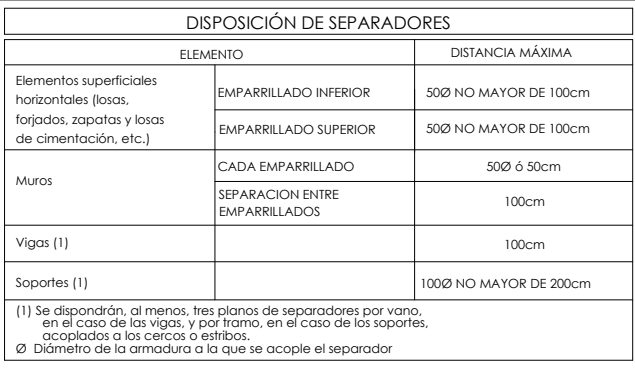 DISPOSICIÓN DE SEPARADORES
ELEMENTO
DISTANCIA MÁXIMA
Elementos superficiales
horizontales (losas,
forjados, zapatas y losas
de cimentación, etc.)
EMPARRILLADO INFERIOR
50Ø NO MAYOR DE 100cm
EMPARRILLADO SUPERIOR
50Ø NO MAYOR DE 100cm
Muros
CADA EMPARRILLADO
50Ø ó 50cm
SEPARACION ENTRE
EMPARRILLADOS
100cm
Vigas (1)
100cm
Soportes (1)
100Ø NO MAYOR DE 200cm
(1) Se dispondrán, al menos, tres planos de separadores por vano,
en el caso de las vigas, y por tramo, en el caso de los soportes,
acoplados a los cercos o estribos.
Ø Diámetro de la armadura a la que se acople el separador